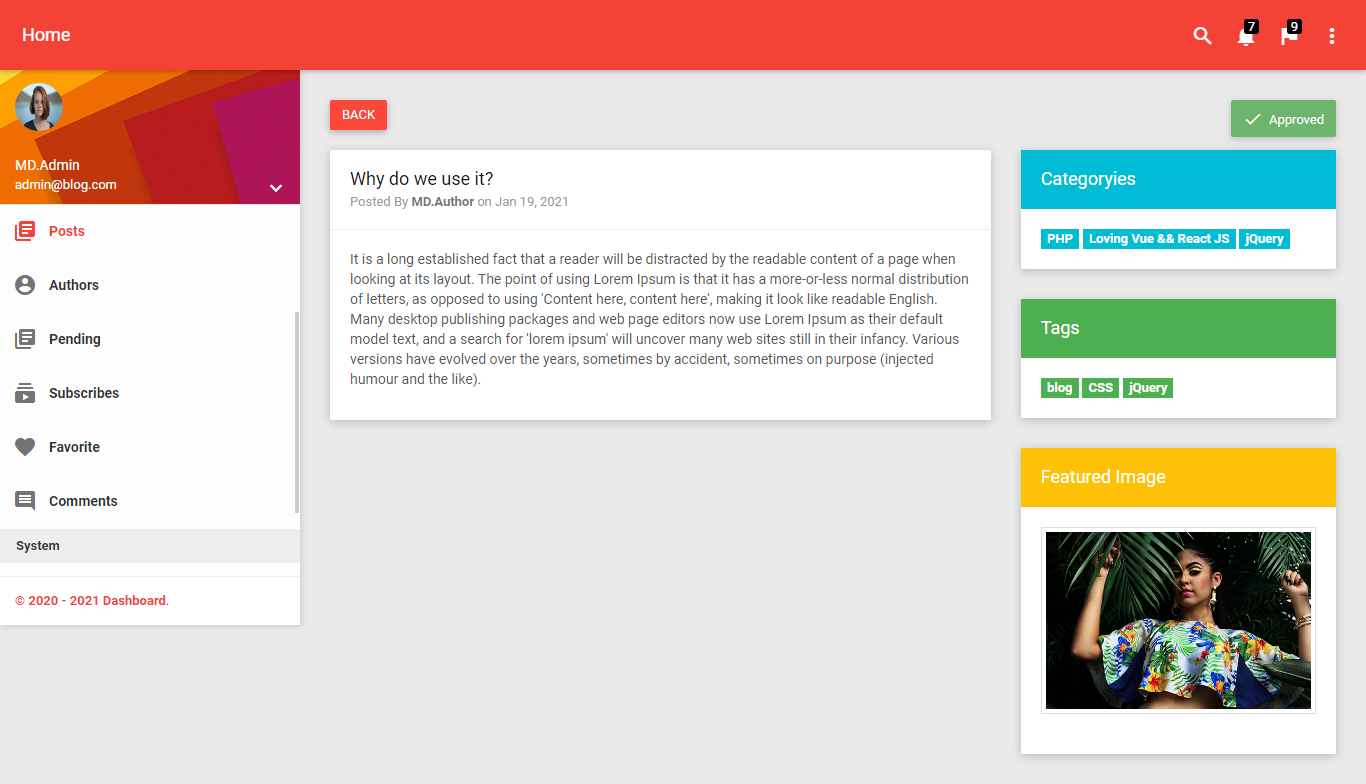 Home
7
9
MD.Admin
admin@blog.com
Posts
Authors
Pending
Subscribes
Favorite
Comments
System
© 2020 - 2021 Dashboard.
BACK
Approved
Why do we use it?
Posted By MD.Author on Jan 19, 2021
It is a long established fact that a reader will be distracted by the readable content of a page when
looking at its layout. The point of using Lorem Ipsum is that it has a more-or-less normal distribution
of letters, as opposed to using 'Content here, content here', making it look like readable English.
Many desktop publishing packages and web page editors now use Lorem Ipsum as their default
model text, and a search for 'lorem ipsum' will uncover many web sites still in their infancy. Various
versions have evolved over the years, sometimes by accident, sometimes on purpose (injected
humour and the like).
Categoryies
PHP Loving Vue && React JS jQuery
Tags
blog CSS jQuery
Featured Image